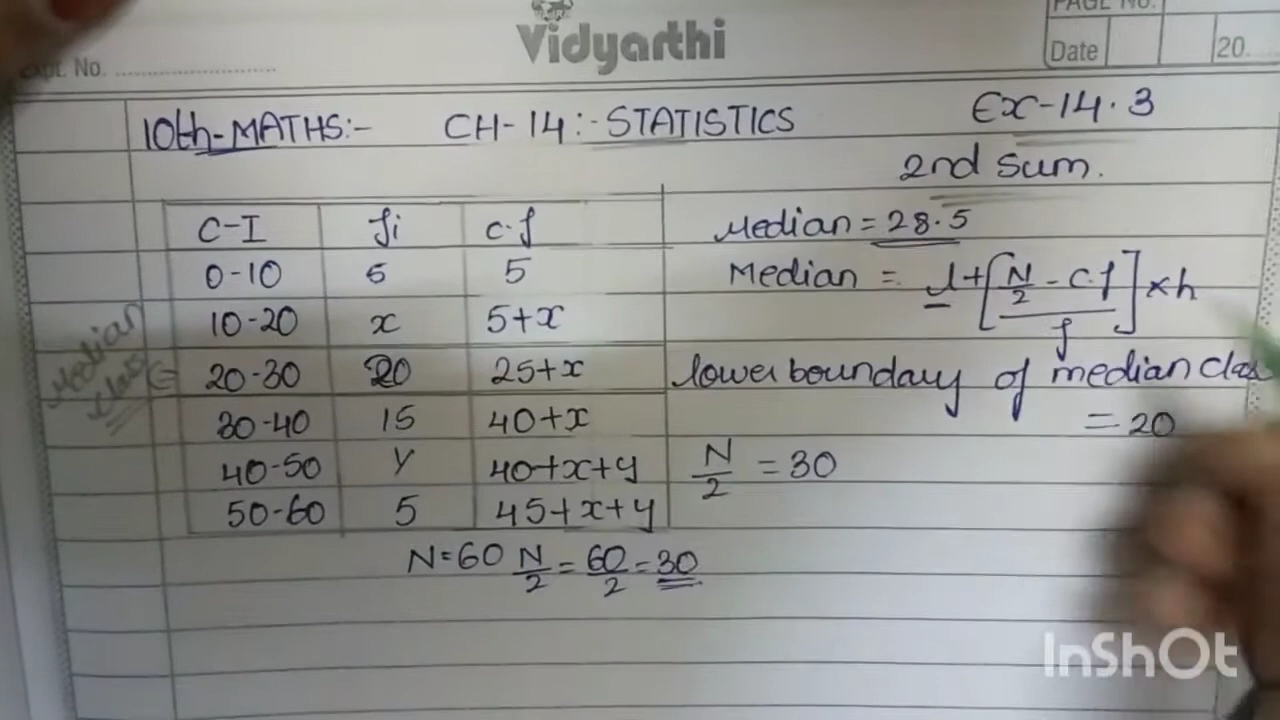 PAGE No.
Vidyarthi
No. ........................
Date 20.
10th-MATHS:- CH-14:-STATISTICS Ex-14.3
2nd Sum.
C-I fi c.f
0-10 5 5
10-20 x 5+x
20-30 20 25+x
30-40 15 40+x
40-50 y 40+x+y
50-60 5 45+x+y
Median class
N=60 N/2 = 60/2 = 30
Median = 28.5
Median = l+[N/2 - c.f / f] × h
lower boundary of median class
= 20
N/2 = 30
InShOt